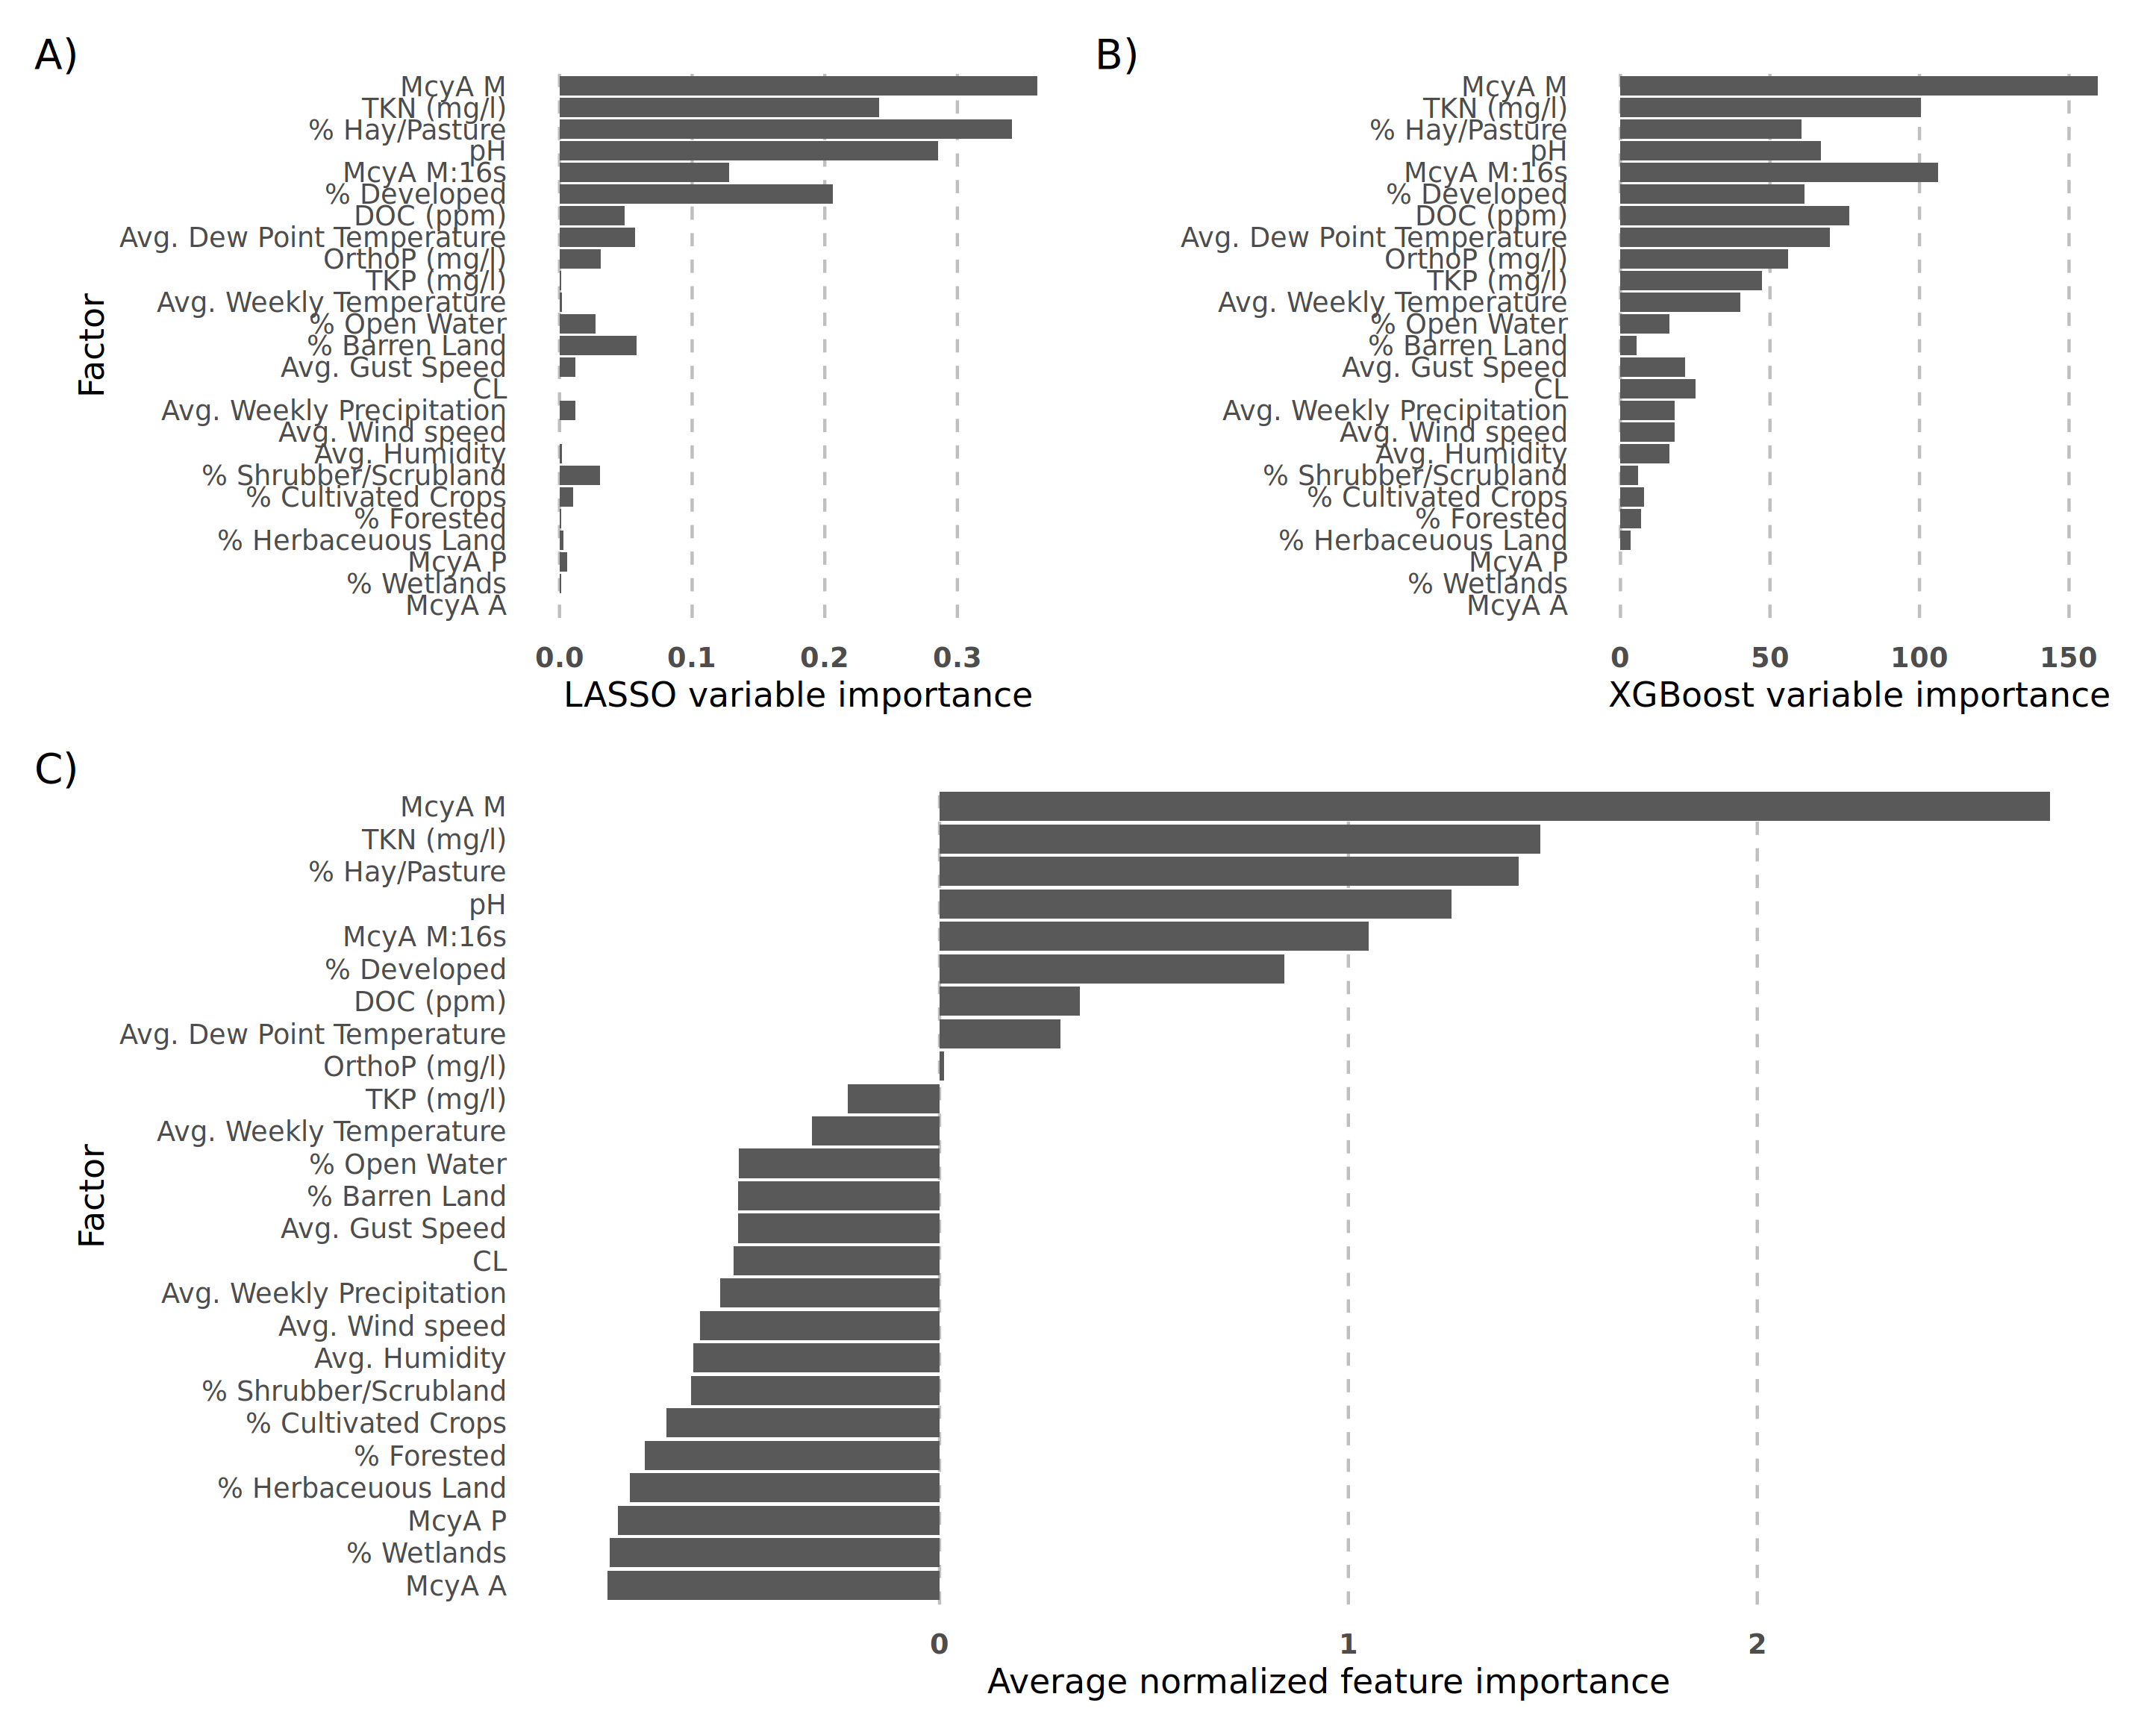 A)
McyA M
TKN (mg/l)
% Hay/Pasture
pH
McyA M:16s
% Developed
DOC (ppm)
Avg. Dew Point Temperature
OrthoP (mg/l)
TKP (mg/l)
Avg. Weekly Temperature
% Open Water
% Barren Land
Avg. Gust Speed
CL
Avg. Weekly Precipitation
Avg. Wind speed
Avg. Humidity
% Shrubber/Scrubland
% Cultivated Crops
% Forested
% Herbaceuous Land
McyA P
% Wetlands
McyA A
Factor
0.0 0.1 0.2 0.3
LASSO variable importance
B)
McyA M
TKN (mg/l)
% Hay/Pasture
pH
McyA M:16s
% Developed
DOC (ppm)
Avg. Dew Point Temperature
OrthoP (mg/l)
TKP (mg/l)
Avg. Weekly Temperature
% Open Water
% Barren Land
Avg. Gust Speed
CL
Avg. Weekly Precipitation
Avg. Wind speed
Avg. Humidity
% Shrubber/Scrubland
% Cultivated Crops
% Forested
% Herbaceuous Land
McyA P
% Wetlands
McyA A
0 50 100 150
XGBoost variable importance
C)
McyA M
TKN (mg/l)
% Hay/Pasture
pH
McyA M:16s
% Developed
DOC (ppm)
Avg. Dew Point Temperature
OrthoP (mg/l)
TKP (mg/l)
Avg. Weekly Temperature
% Open Water
% Barren Land
Avg. Gust Speed
CL
Avg. Weekly Precipitation
Avg. Wind speed
Avg. Humidity
% Shrubber/Scrubland
% Cultivated Crops
% Forested
% Herbaceuous Land
McyA P
% Wetlands
McyA A
Factor
0 1 2
Average normalized feature importance